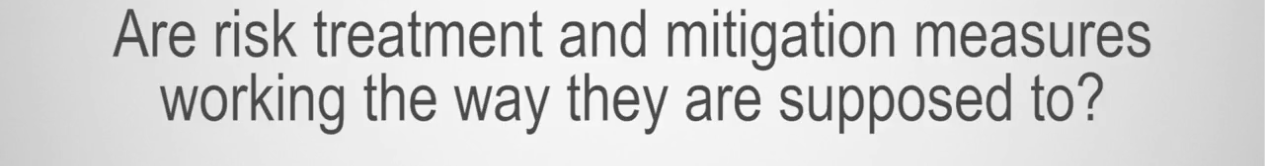 Are risk treatment and mitigation measures
working the way they are supposed to?